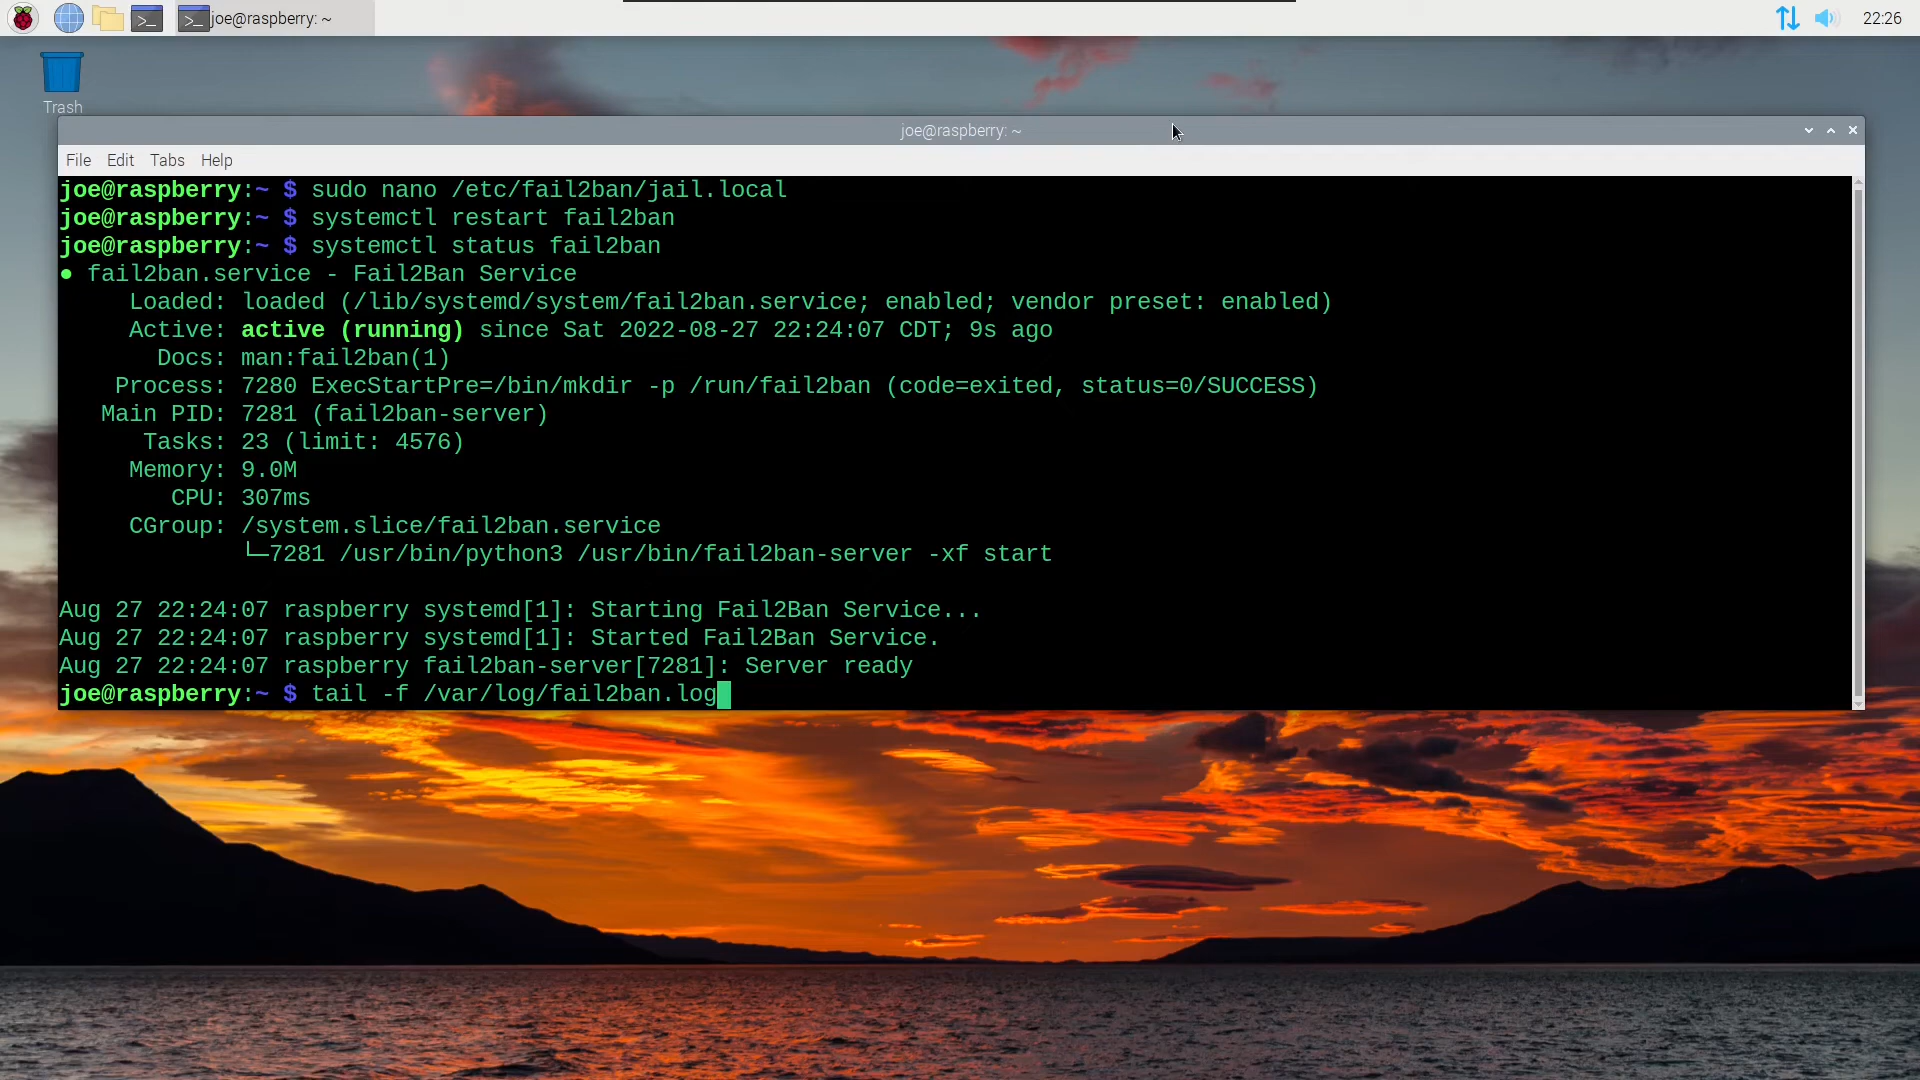 joe@raspberry: ~
22:26
Trash
joe@raspberry: ~
File Edit Tabs Help
joe@raspberry:~ $ sudo nano /etc/fail2ban/jail.local
joe@raspberry:~ $ systemctl restart fail2ban
joe@raspberry:~ $ systemctl status fail2ban
● fail2ban.service - Fail2Ban Service
Loaded: loaded (/lib/systemd/system/fail2ban.service; enabled; vendor preset: enabled)
Active: active (running) since Sat 2022-08-27 22:24:07 CDT; 9s ago
Docs: man:fail2ban(1)
Process: 7280 ExecStartPre=/bin/mkdir -p /run/fail2ban (code=exited, status=0/SUCCESS)
Main PID: 7281 (fail2ban-server)
Tasks: 23 (limit: 4576)
Memory: 9.0M
CPU: 307ms
CGroup: /system.slice/fail2ban.service
└─7281 /usr/bin/python3 /usr/bin/fail2ban-server -xf start
Aug 27 22:24:07 raspberry systemd[1]: Starting Fail2Ban Service...
Aug 27 22:24:07 raspberry systemd[1]: Started Fail2Ban Service.
Aug 27 22:24:07 raspberry fail2ban-server[7281]: Server ready
joe@raspberry:~ $ tail -f /var/log/fail2ban.log